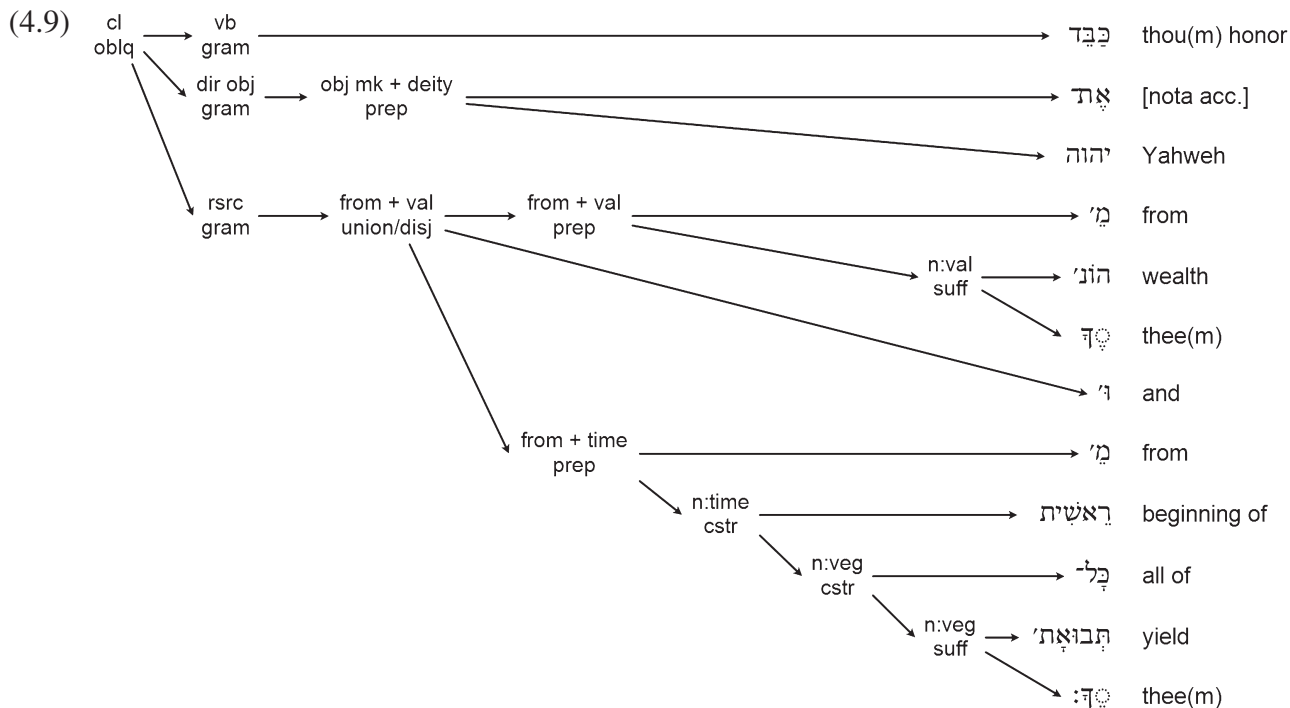 (4.9)
cl
oblq
vb
gram
כַּבֵּד thou(m) honor
dir obj
gram
obj mk + deity
prep
אֶת־ [nota acc.]
יהוה Yahweh
rsrc
gram
from + val
union/disj
from + val
prep
מֵ׳ from
n:val
suff
הוֹנ׳ wealth
◌ֶךָ thee(m)
וּ׳ and
from + time
prep
מֵ׳ from
n:time
cstr
רֵאשִׁית beginning of
n:veg
cstr
כָּל־ all of
n:veg
suff
תְּבוּאָת׳ yield
◌ֵךָ׃ thee(m)